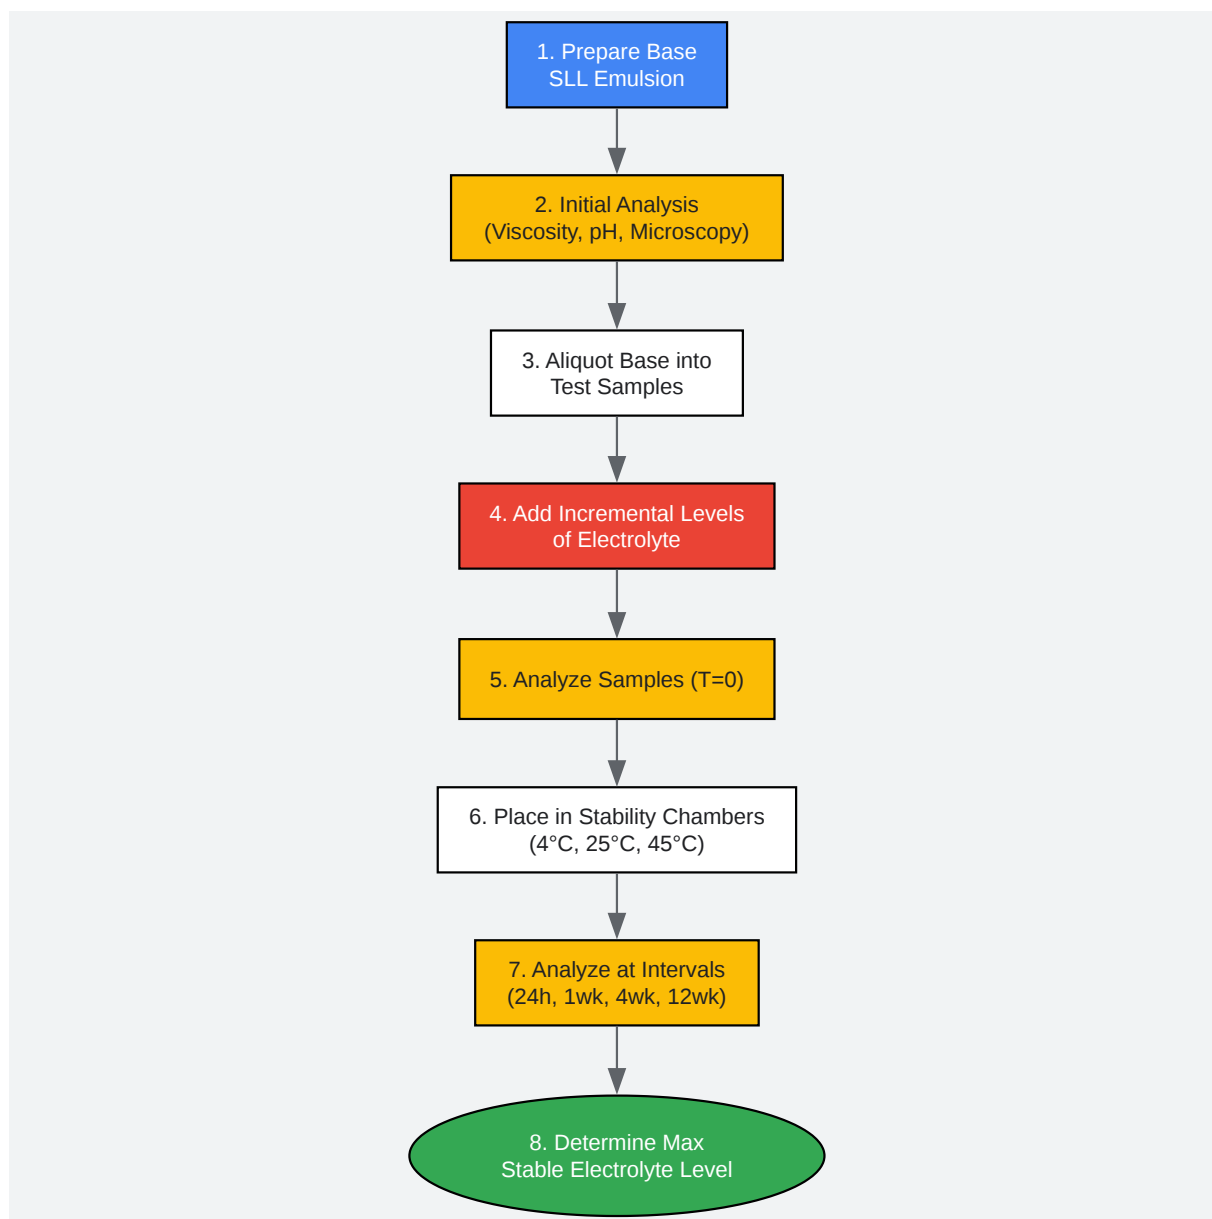 1. Prepare Base
SLL Emulsion
2. Initial Analysis
(Viscosity, pH, Microscopy)
3. Aliquot Base into
Test Samples
4. Add Incremental Levels
of Electrolyte
5. Analyze Samples (T=0)
6. Place in Stability Chambers
(4°C, 25°C, 45°C)
7. Analyze at Intervals
(24h, 1wk, 4wk, 12wk)
8. Determine Max
Stable Electrolyte Level